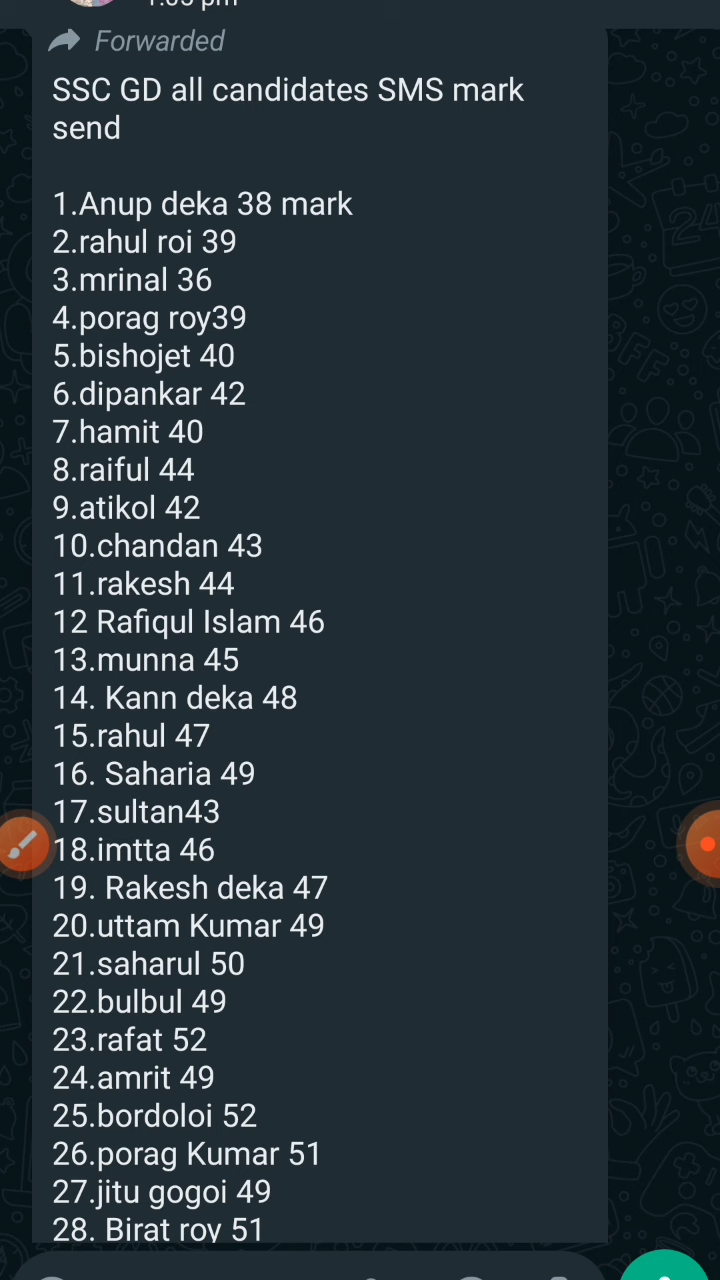 Forwarded
SSC GD all candidates SMS mark
send
1.Anup deka 38 mark
2.rahul roi 39
3.mrinal 36
4.porag roy39
5.bishojet 40
6.dipankar 42
7.hamit 40
8.raiful 44
9.atikol 42
10.chandan 43
11.rakesh 44
12 Rafiqul Islam 46
13.munna 45
14. Kann deka 48
15.rahul 47
16. Saharia 49
17.sultan43
18.imtta 46
19. Rakesh deka 47
20.uttam Kumar 49
21.saharul 50
22.bulbul 49
23.rafat 52
24.amrit 49
25.bordoloi 52
26.porag Kumar 51
27.jitu gogoi 49
28. Birat roy 51